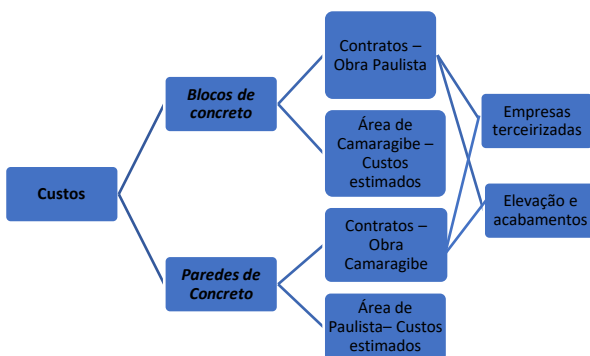 Custos
Blocos de
concreto
Paredes de
Concreto
Contratos –
Obra Paulista
Área de
Camaragibe –
Custos
estimados
Contratos –
Obra
Camaragibe
Área de
Paulista– Custos
estimados
Empresas
terceirizadas
Elevação e
acabamentos